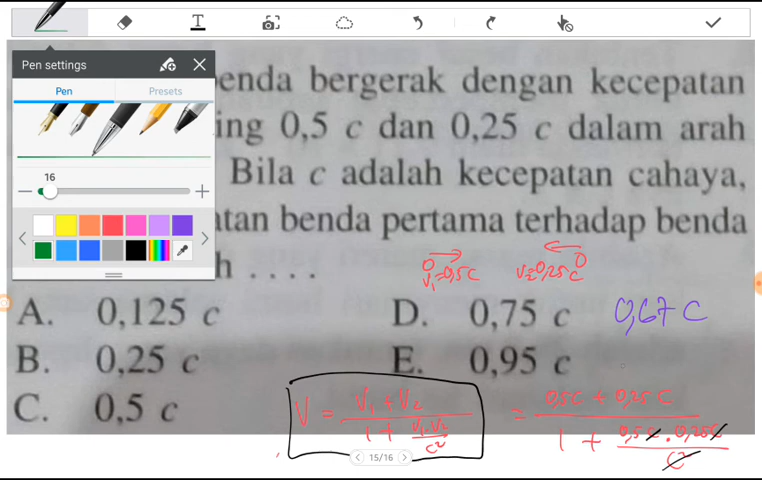 Pen settings
Pen Presets
16
enda bergerak dengan kecepatan
ing 0,5 c dan 0,25 c dalam arah
Bila c adalah kecepatan cahaya,
atan benda pertama terhadap benda
h . . . .
V₁=0,5C V₂=0,25C
A. 0,125 c D. 0,75 c 0,67 C
B. 0,25 c E. 0,95 c
C. 0,5 c
V = (V₁ + V₂) / (1 + (V₁.V₂)/C²) = (0,5C + 0,25C) / (1 + (0,5C . 0,25C)/C²)
15/16